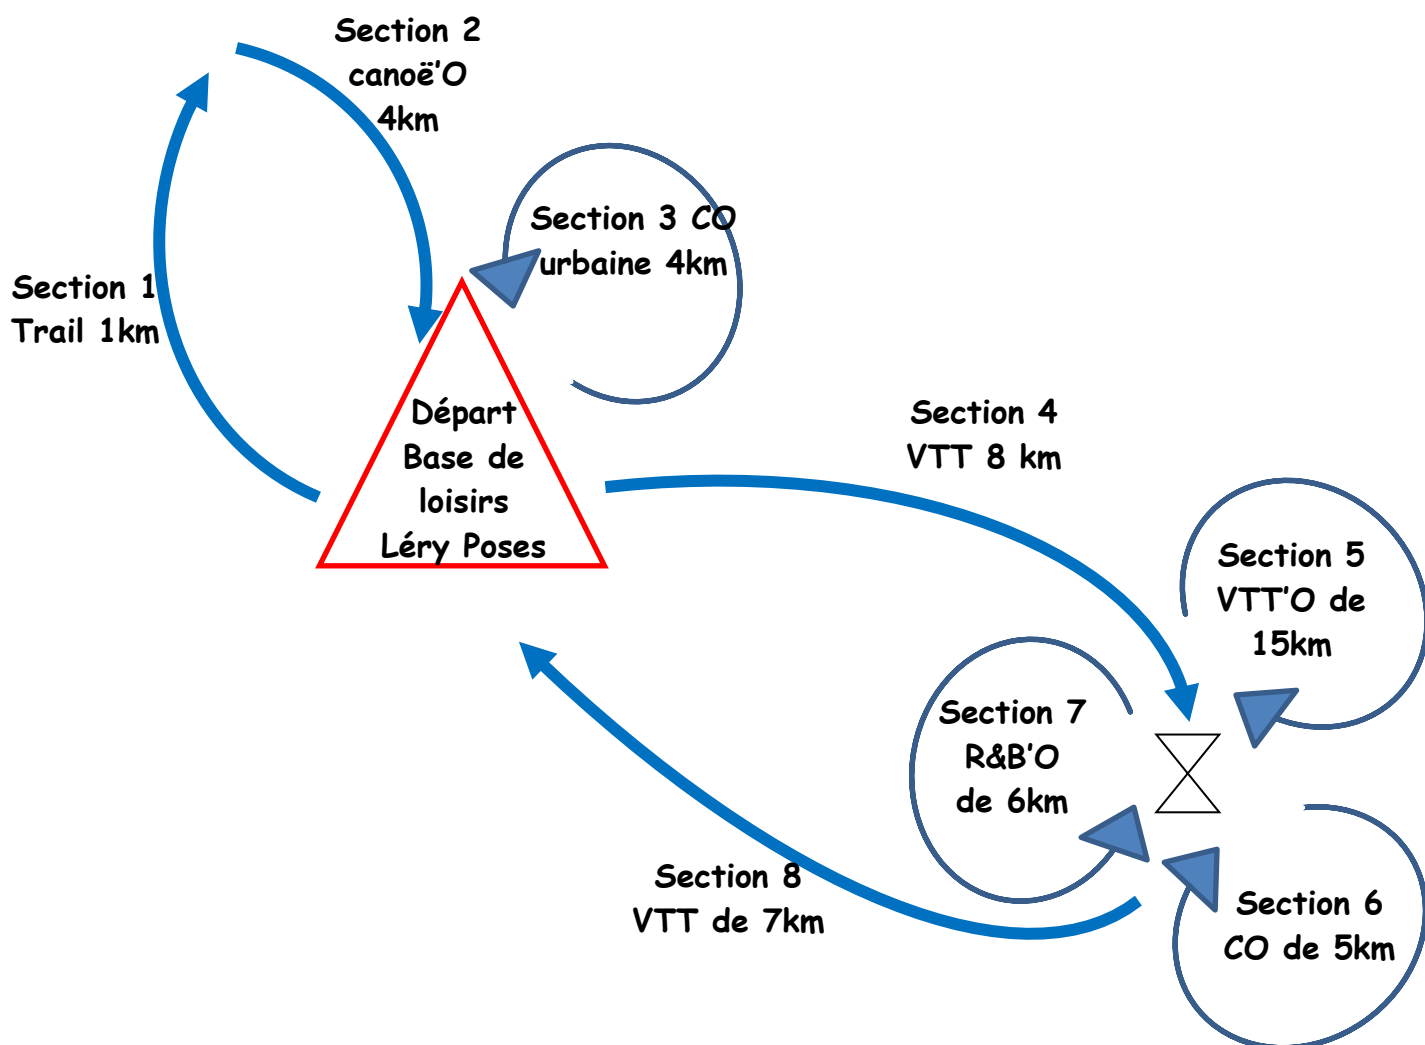 Section 1
Trail 1km
Section 2
canoë'O
4km
Section 3 CO
urbaine 4km
Départ
Base de
loisirs
Léry Poses
Section 4
VTT 8 km
Section 5
VTT'O de
15km
Section 6
CO de 5km
Section 7
R&B'O
de 6km
Section 8
VTT de 7km